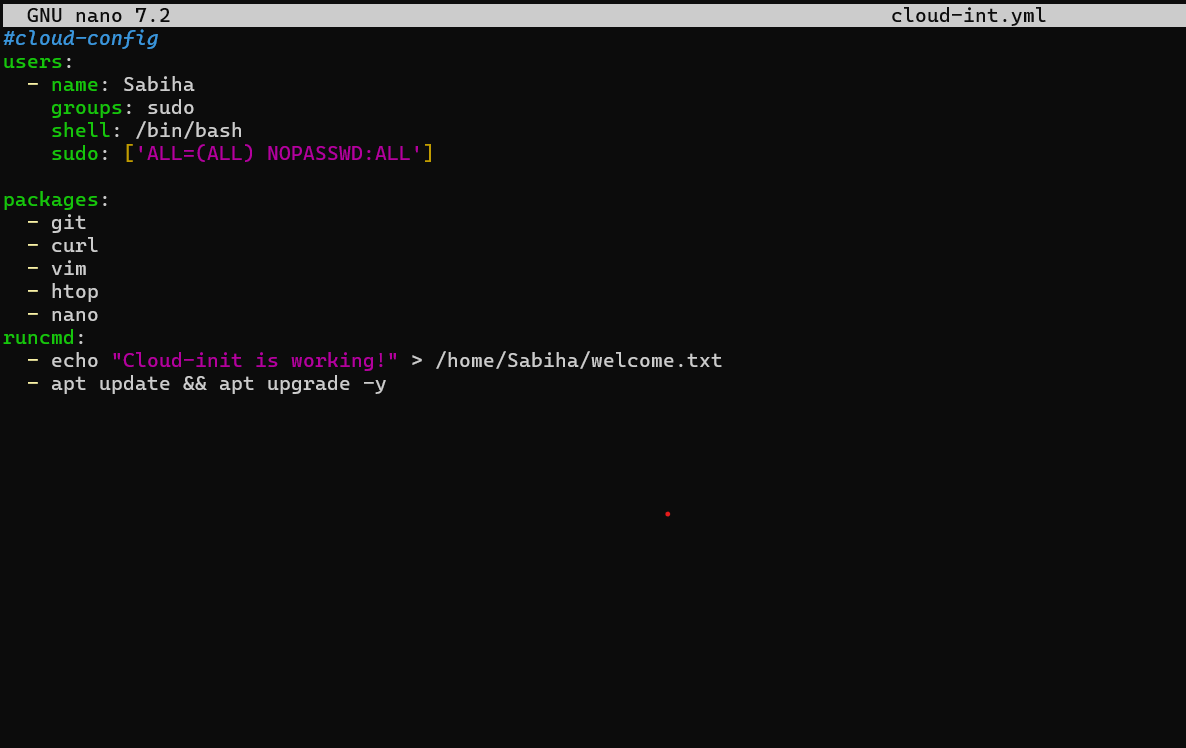 GNU nano 7.2 cloud-int.yml
#cloud-config
users:
  - name: Sabiha
    groups: sudo
    shell: /bin/bash
    sudo: ['ALL=(ALL) NOPASSWD:ALL']

packages:
  - git
  - curl
  - vim
  - htop
  - nano
runcmd:
  - echo "Cloud-init is working!" > /home/Sabiha/welcome.txt
  - apt update && apt upgrade -y